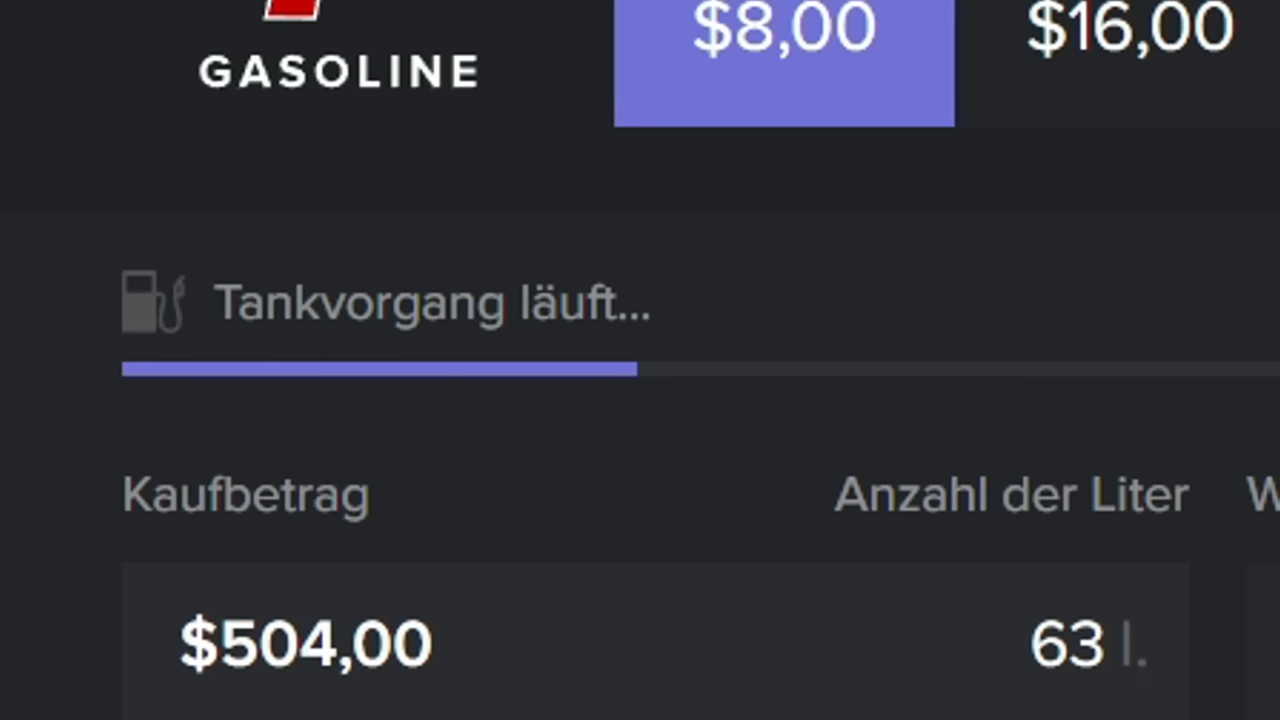 $8,00 $16,00
GASOLINE
Tankvorgang läuft...
Kaufbetrag Anzahl der Liter
$504,00 63 l.